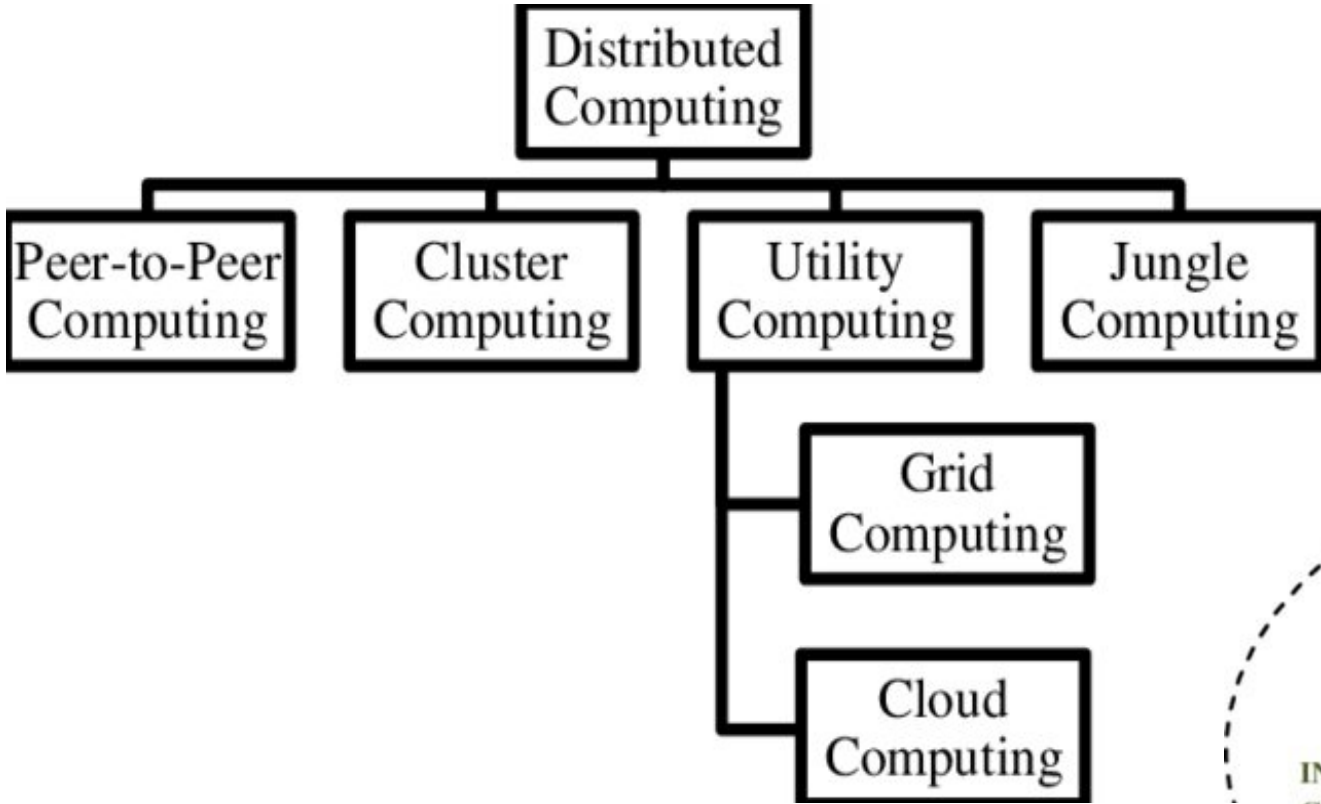 Distributed
Computing
Peer-to-Peer
Computing
Cluster
Computing
Utility
Computing
Jungle
Computing
Grid
Computing
Cloud
Computing